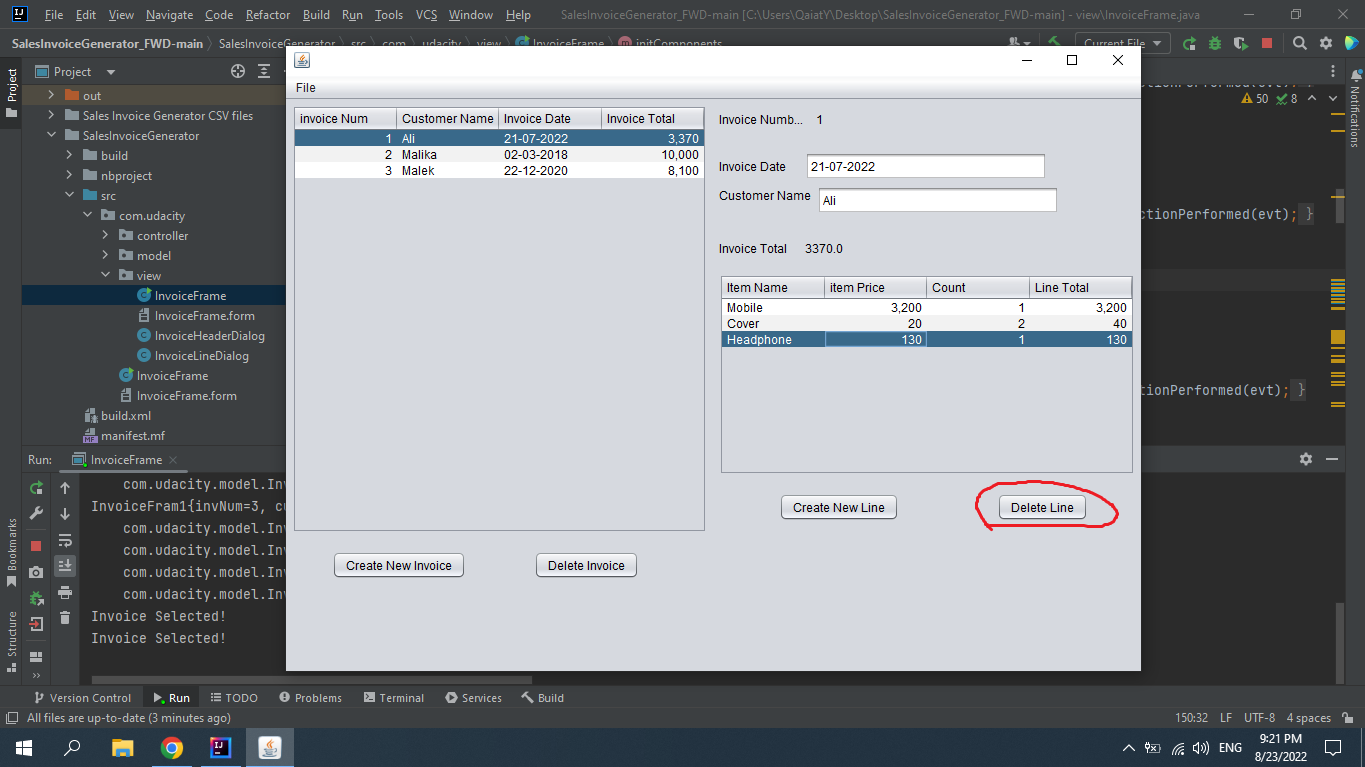 File Edit View Navigate Code Refactor Build Run Tools VCS Window Help SalesInvoiceGenerator_FWD-main [C:\Users\QaiatY\Desktop\SalesInvoiceGenerator_FWD-main] - view\InvoiceFrame.java
SalesInvoiceGenerator_FWD-main SalesInvoiceGenerator src com udacity view InvoiceFrame initComponents Current File
Project
Project
out
Sales Invoice Generator CSV files
SalesInvoiceGenerator
build
nbproject
src
com.udacity
controller
model
view
InvoiceFrame
InvoiceFrame.form
InvoiceHeaderDialog
InvoiceLineDialog
InvoiceFrame
InvoiceFrame.form
build.xml
manifest.mf
File
invoice Num Customer Name Invoice Date Invoice Total
1 Ali 21-07-2022 3,370
2 Malika 02-03-2018 10,000
3 Malek 22-12-2020 8,100
Create New Invoice Delete Invoice
Invoice Numb... 1
Invoice Date 21-07-2022
Customer Name Ali
Invoice Total 3370.0
Item Name item Price Count Line Total
Mobile 3,200 1 3,200
Cover 20 2 40
Headphone 130 1 130
Create New Line Delete Line
50 8
Notifications
ctionPerformed(evt); }
tionPerformed(evt); }
Run: InvoiceFrame
com.udacity.model.Inv
InvoiceFram1{invNum=3, cu
com.udacity.model.Inv
com.udacity.model.Inv
com.udacity.model.Inv
com.udacity.model.Inv
Invoice Selected!
Invoice Selected!
Bookmarks
Structure
Version Control Run TODO Problems Terminal Services Build
All files are up-to-date (3 minutes ago) 150:32 LF UTF-8 4 spaces
ENG 9:21 PM
8/23/2022